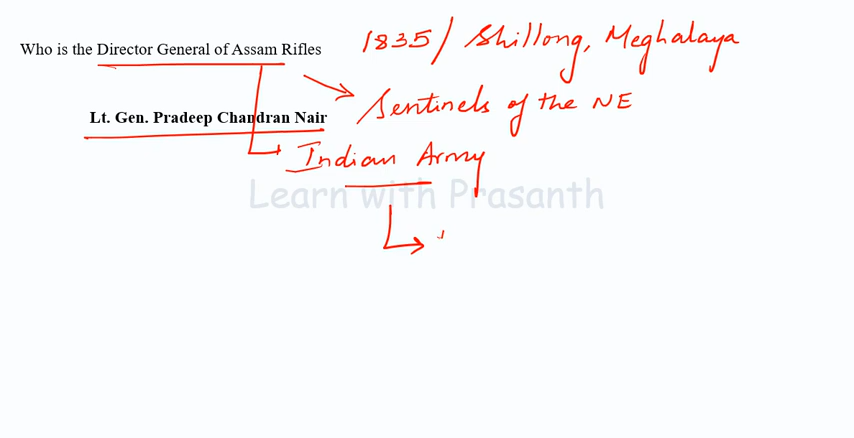 Who is the Director General of Assam Rifles
1835/ Shillong, Meghalaya
Sentinels of the NE
Lt. Gen. Pradeep Chandran Nair
Indian Army
Learn with Prasanth